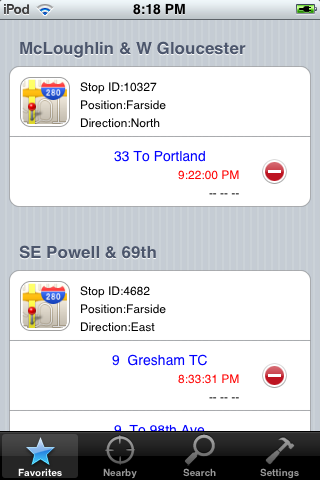 iPod 8:18 PM
McLoughlin & W Gloucester
280
Stop ID:10327
Position:Farside
Direction:North
33 To Portland
9:22:00 PM
-- -- --
SE Powell & 69th
280
Stop ID:4682
Position:Farside
Direction:East
9 Gresham TC
8:33:31 PM
-- -- --
9 To 98th Ave
Favorites Nearby Search Settings